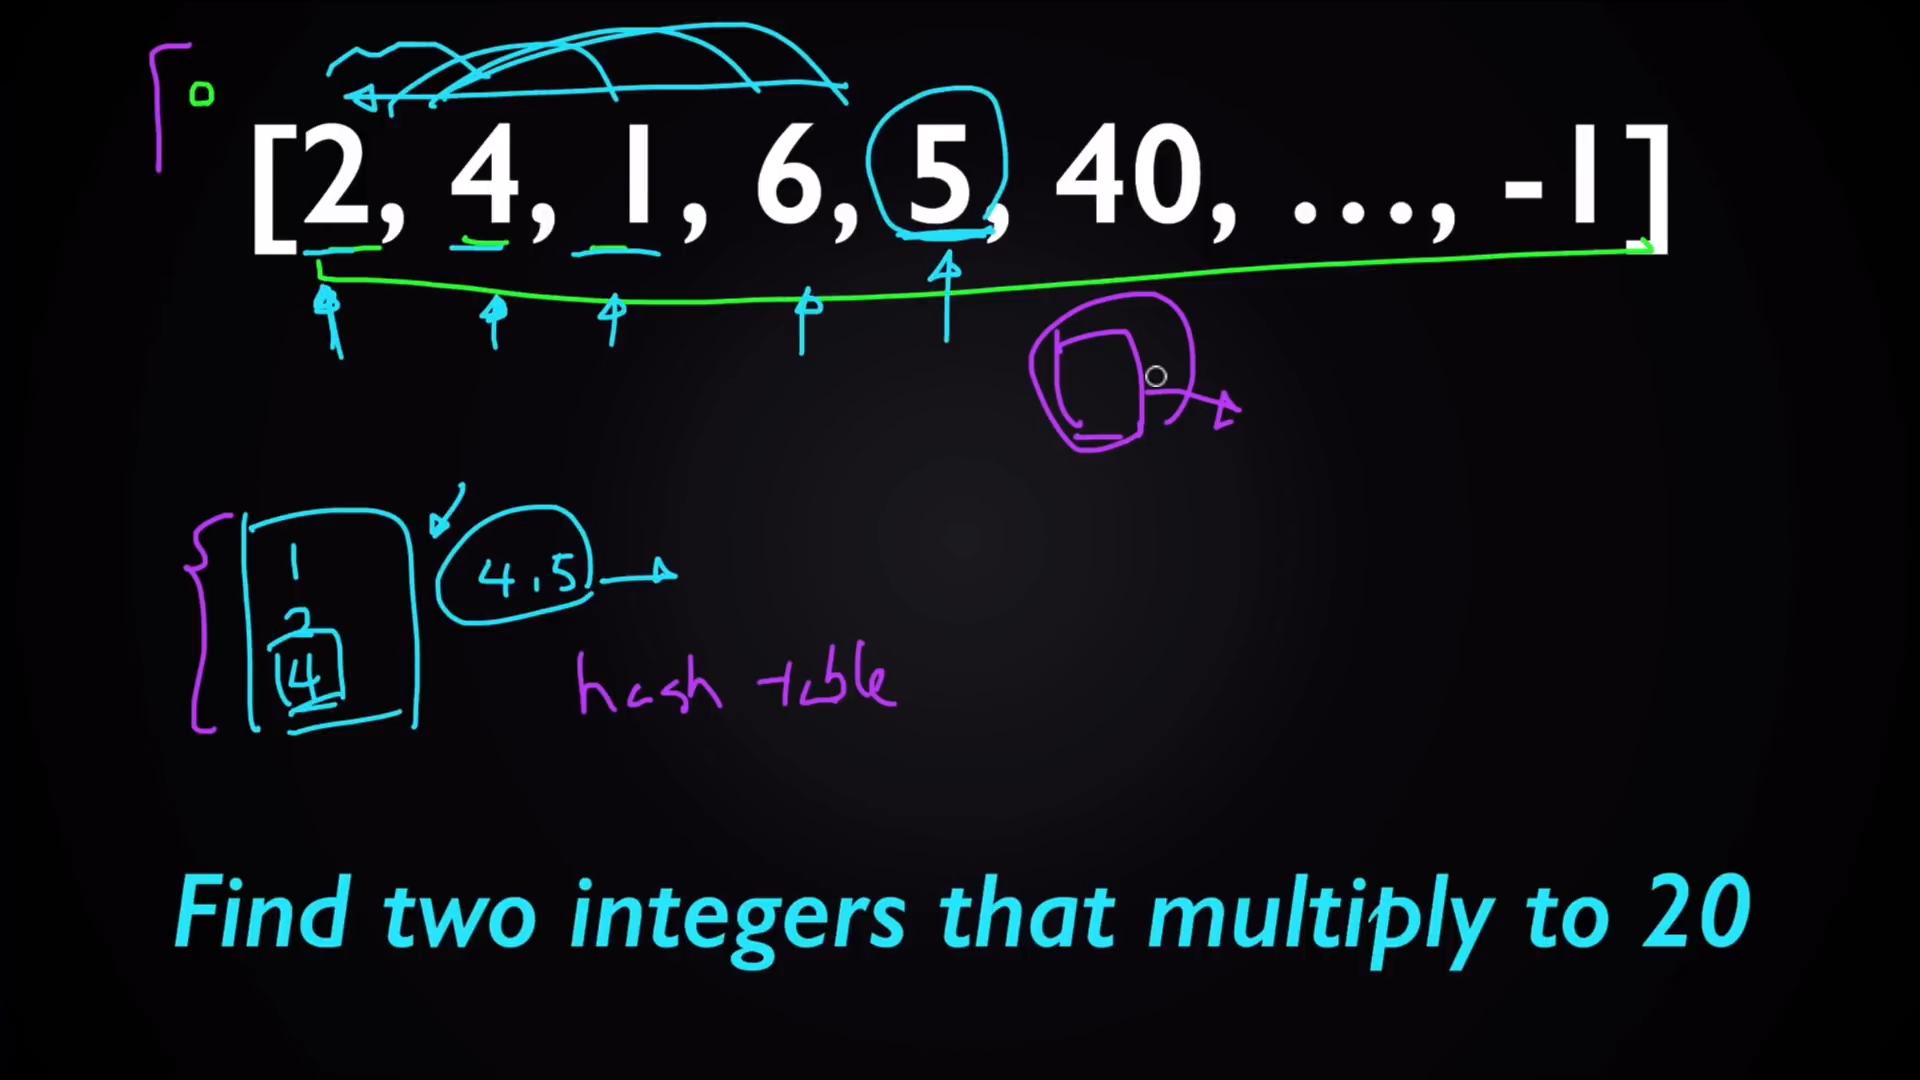 [2, 4, 1, 6, 5, 40, ..., -1]
1
2
4
4,5
hash table
Find two integers that multiply to 20